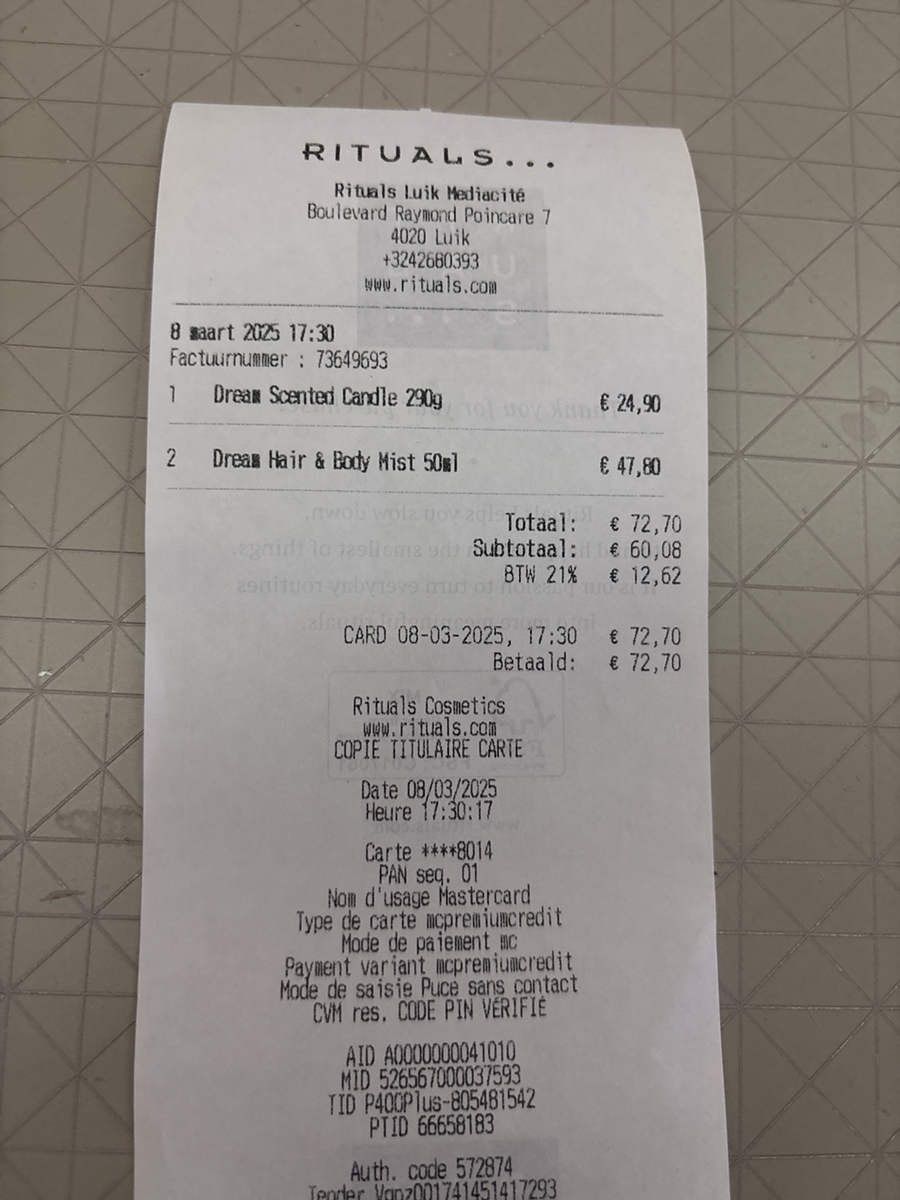 RITUALS...
Rituals Luik Mediacité
Boulevard Raymond Poincare 7
4020 Luik
+3242680393
www.rituals.com
8 maart 2025 17:30
Factuurnummer : 73649693
1 Dream Scented Candle 290g € 24,90
2 Dream Hair & Body Mist 50ml € 47,80
Totaal: € 72,70
Subtotaal: € 60,08
BTW 21% € 12,62
CARD 08-03-2025, 17:30 € 72,70
Betaald: € 72,70
Rituals Cosmetics
www.rituals.com
COPIE TITULAIRE CARTE
Date 08/03/2025
Heure 17:30:17
Carte ****8014
PAN seq. 01
Nom d'usage Mastercard
Type de carte mcpremiumcredit
Mode de paiement mc
Payment variant mcpremiumcredit
Mode de saisie Puce sans contact
CVM res. CODE PIN VÉRIFIÉ
AID A0000000041010
MID 526567000037593
TID P400Plus-805481542
PTID 66658183
Auth. code 572874
Tender Vqnz001741451417293